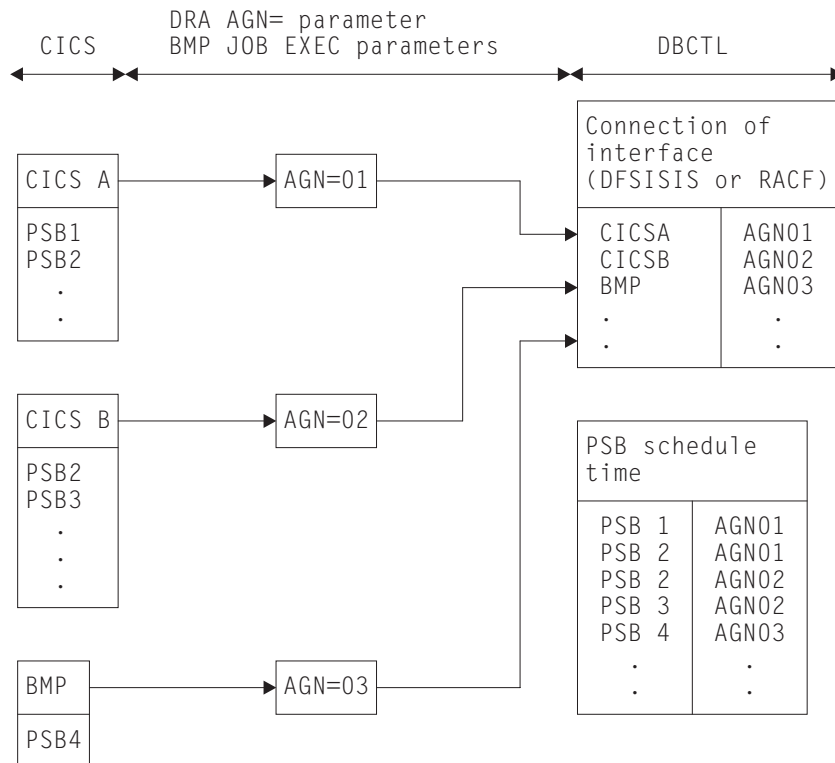 DRA AGN= parameter
CICS
BMP JOB EXEC parameters
DBCTL
Connection of
interface
(DFSISIS or RACF)
CICS A
AGN=01
PSB1
PSB2
.
.
CICSA AGN01
CICSB AGN02
BMP AGN03
. .
. .
CICS B
AGN=02
PSB2
PSB3
.
.
.
PSB schedule
time
PSB 1 AGN01
PSB 2 AGN01
PSB 2 AGN02
PSB 3 AGN02
PSB 4 AGN03
. .
. .
BMP
AGN=03
PSB4